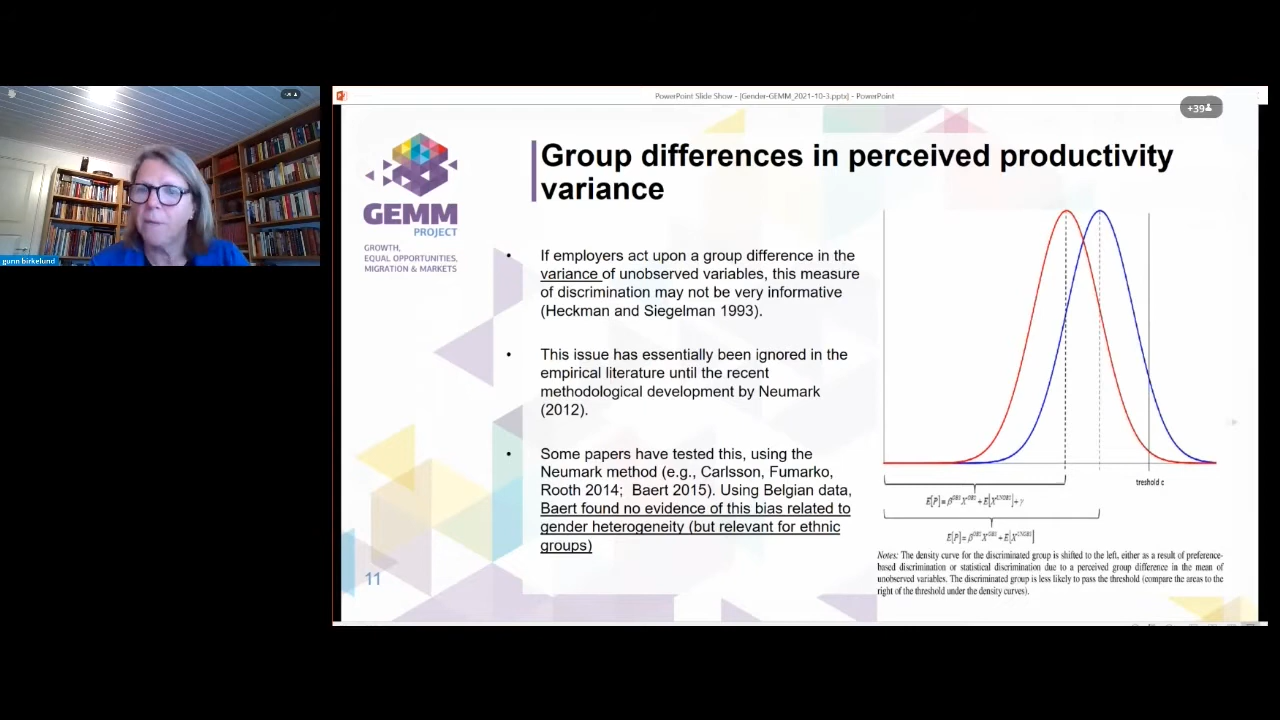 PowerPoint Slide Show - [Gender-GEMM_2021-10-3.pptx] - PowerPoint
+39
gunn birkelund
GEMM
PROJECT
GROWTH,
EQUAL OPPORTUNITIES,
MIGRATION & MARKETS
Group differences in perceived productivity
variance
• If employers act upon a group difference in the
variance of unobserved variables, this measure
of discrimination may not be very informative
(Heckman and Siegelman 1993).
• This issue has essentially been ignored in the
empirical literature until the recent
methodological development by Neumark
(2012).
• Some papers have tested this, using the
Neumark method (e.g., Carlsson, Fumarko,
Rooth 2014; Baert 2015). Using Belgian data,
Baert found no evidence of this bias related to
gender heterogeneity (but relevant for ethnic
groups)
11
treshold c
E[P] = β^OBS X^OBS + E[X^UNOBS] + γ
E[P] = β^OBS X^OBS + E[X^UNOBS]
Notes: The density curve for the discriminated group is shifted to the left, either as a result of preference-
based discrimination or statistical discrimination due to a perceived group difference in the mean of
unobserved variables. The discriminated group is less likely to pass the threshold (compare the areas to the
right of the threshold under the density curves).